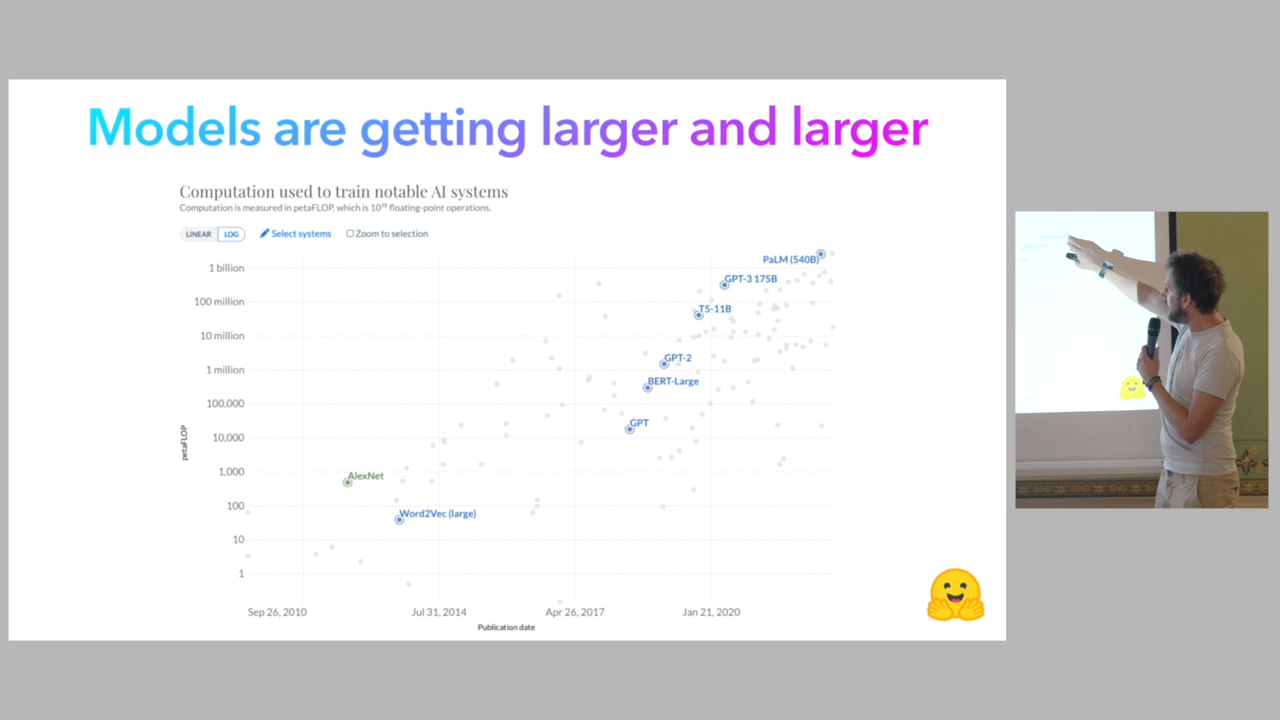 Models are getting larger and larger
Computation used to train notable AI systems
Computation is measured in petaFLOP, which is 10¹⁵ floating-point operations.
LINEAR LOG Select systems Zoom to selection
PaLM (540B)
1 billion
GPT-3 175B
100 million
T5-11B
10 million
GPT-2
1 million
BERT-Large
100,000
GPT
10,000
petaFLOP
1,000
AlexNet
100
Word2Vec (large)
10
1
Sep 26, 2010 Jul 31, 2014 Apr 26, 2017 Jan 21, 2020
Publication date